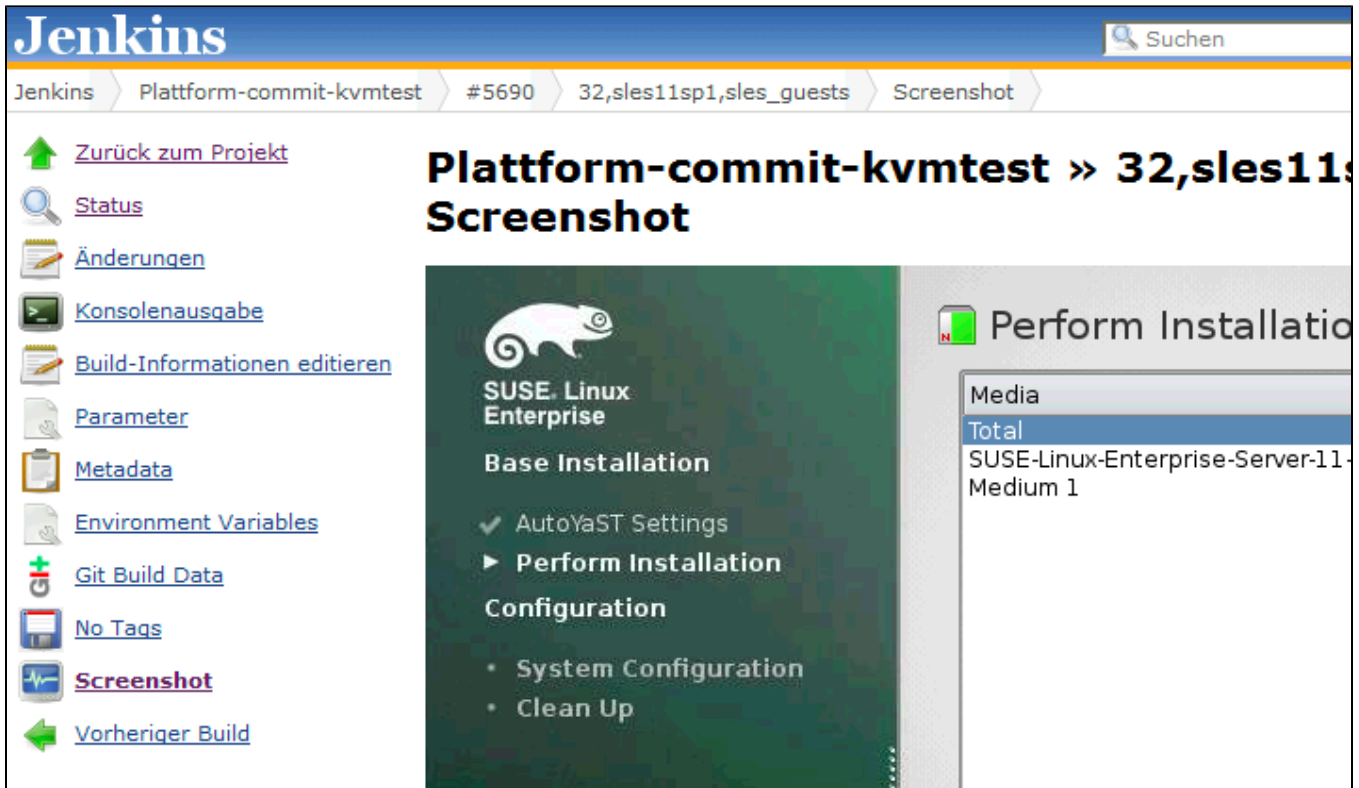 Jenkins
Suchen
Jenkins Plattform-commit-kvmtest #5690 32,sles11sp1,sles_guests Screenshot
Zurück zum Projekt
Status
Änderungen
Konsolenausgabe
Build-Informationen editieren
Parameter
Metadata
Environment Variables
Git Build Data
No Tags
Screenshot
Vorheriger Build
Plattform-commit-kvmtest » 32,sles11s
Screenshot
SUSE. Linux
Enterprise
Base Installation
AutoYaST Settings
Perform Installation
Configuration
System Configuration
Clean Up
Perform Installatio
Media
Total
SUSE-Linux-Enterprise-Server-11-
Medium 1